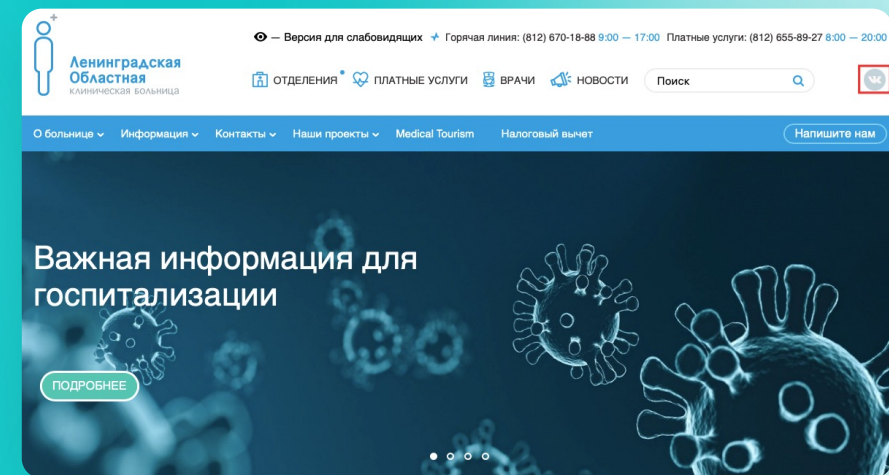 — Версия для слабовидящих Горячая линия: (812) 670-18-88 9:00 — 17:00 Платные услуги: (812) 655-89-27 8:00 — 20:00
Ленинградская
Областная
клиническая больница
ОТДЕЛЕНИЯ ПЛАТНЫЕ УСЛУГИ ВРАЧИ НОВОСТИ Поиск
О больнице Информация Контакты Наши проекты Medical Tourism Налоговый вычет Напишите нам
Важная информация для
госпитализации
ПОДРОБНЕЕ